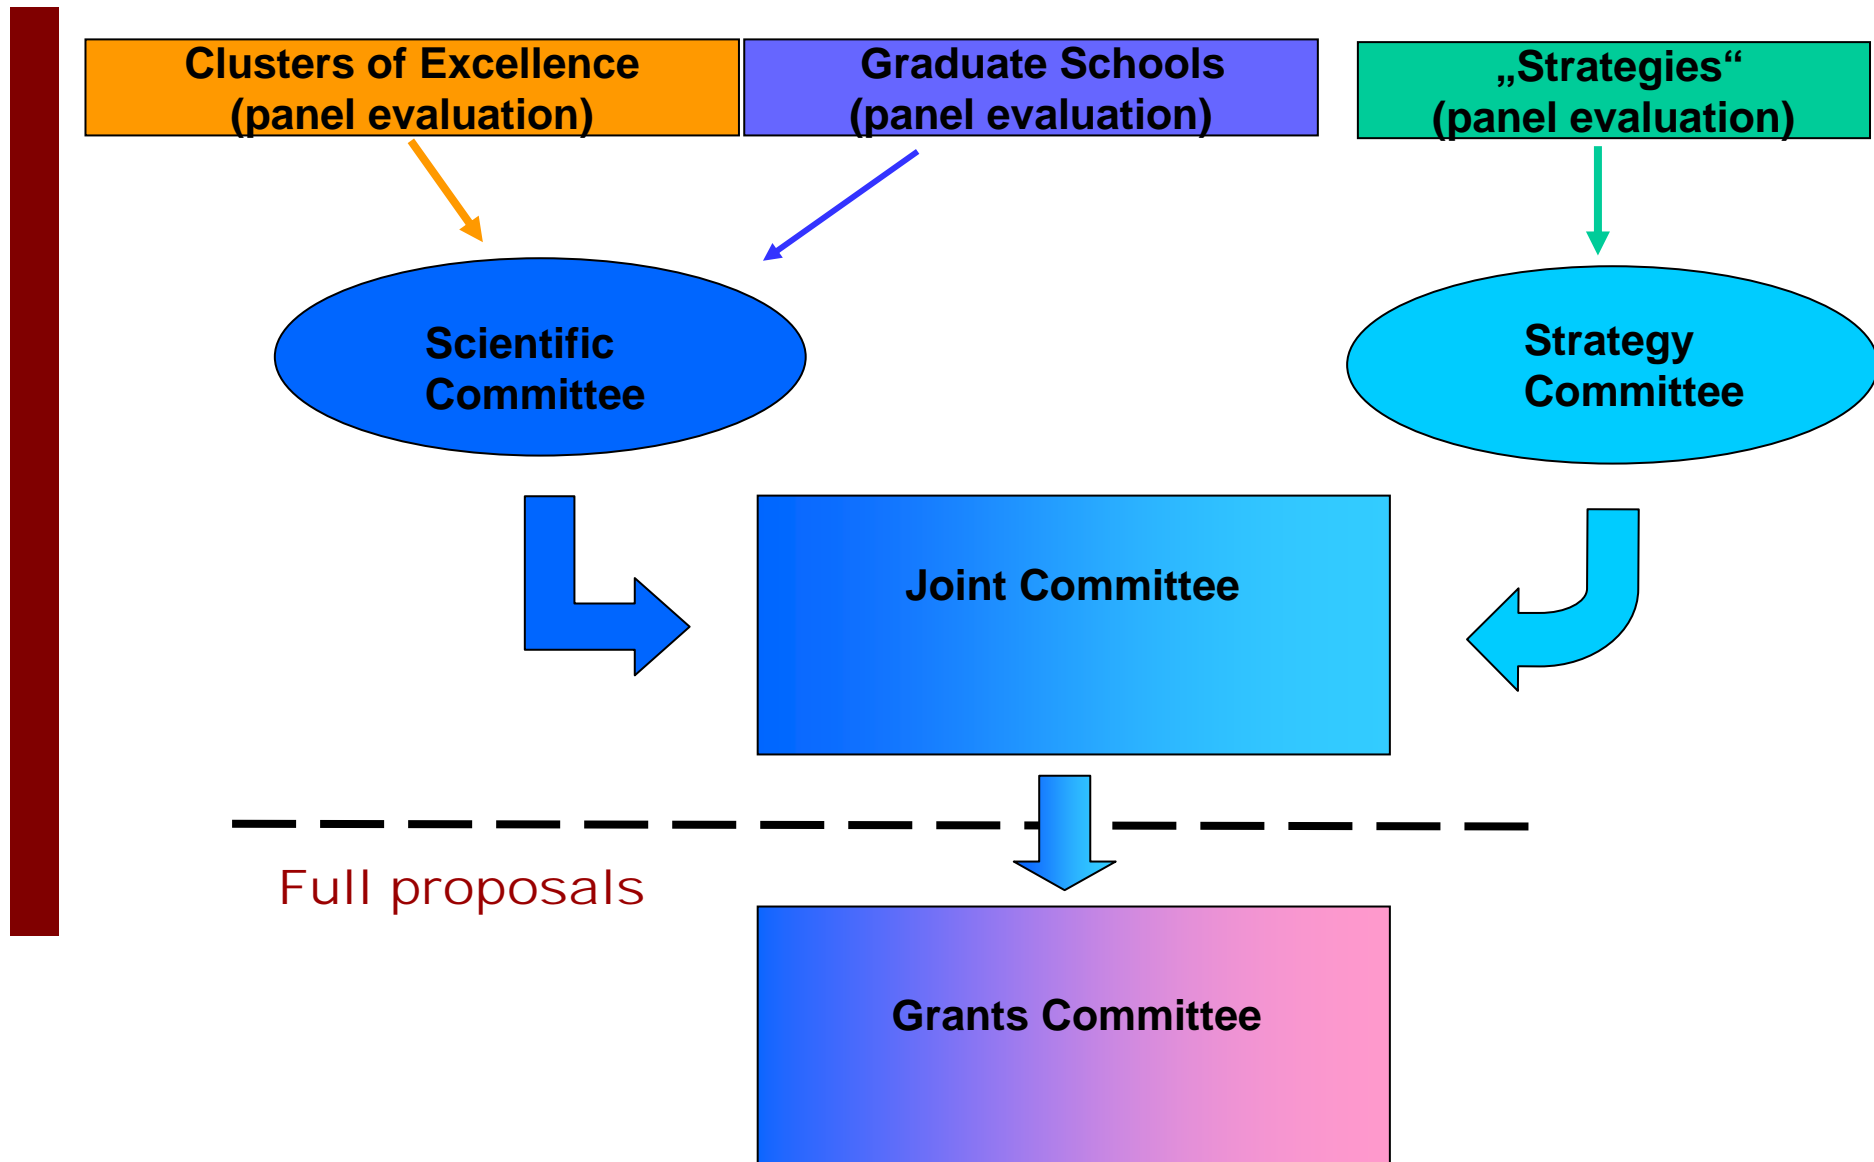 Clusters of Excellence
(panel evaluation)
Graduate Schools
(panel evaluation)
„Strategies“
(panel evaluation)
Scientific
Committee
Strategy
Committee
Joint Committee
Full proposals
Grants Committee